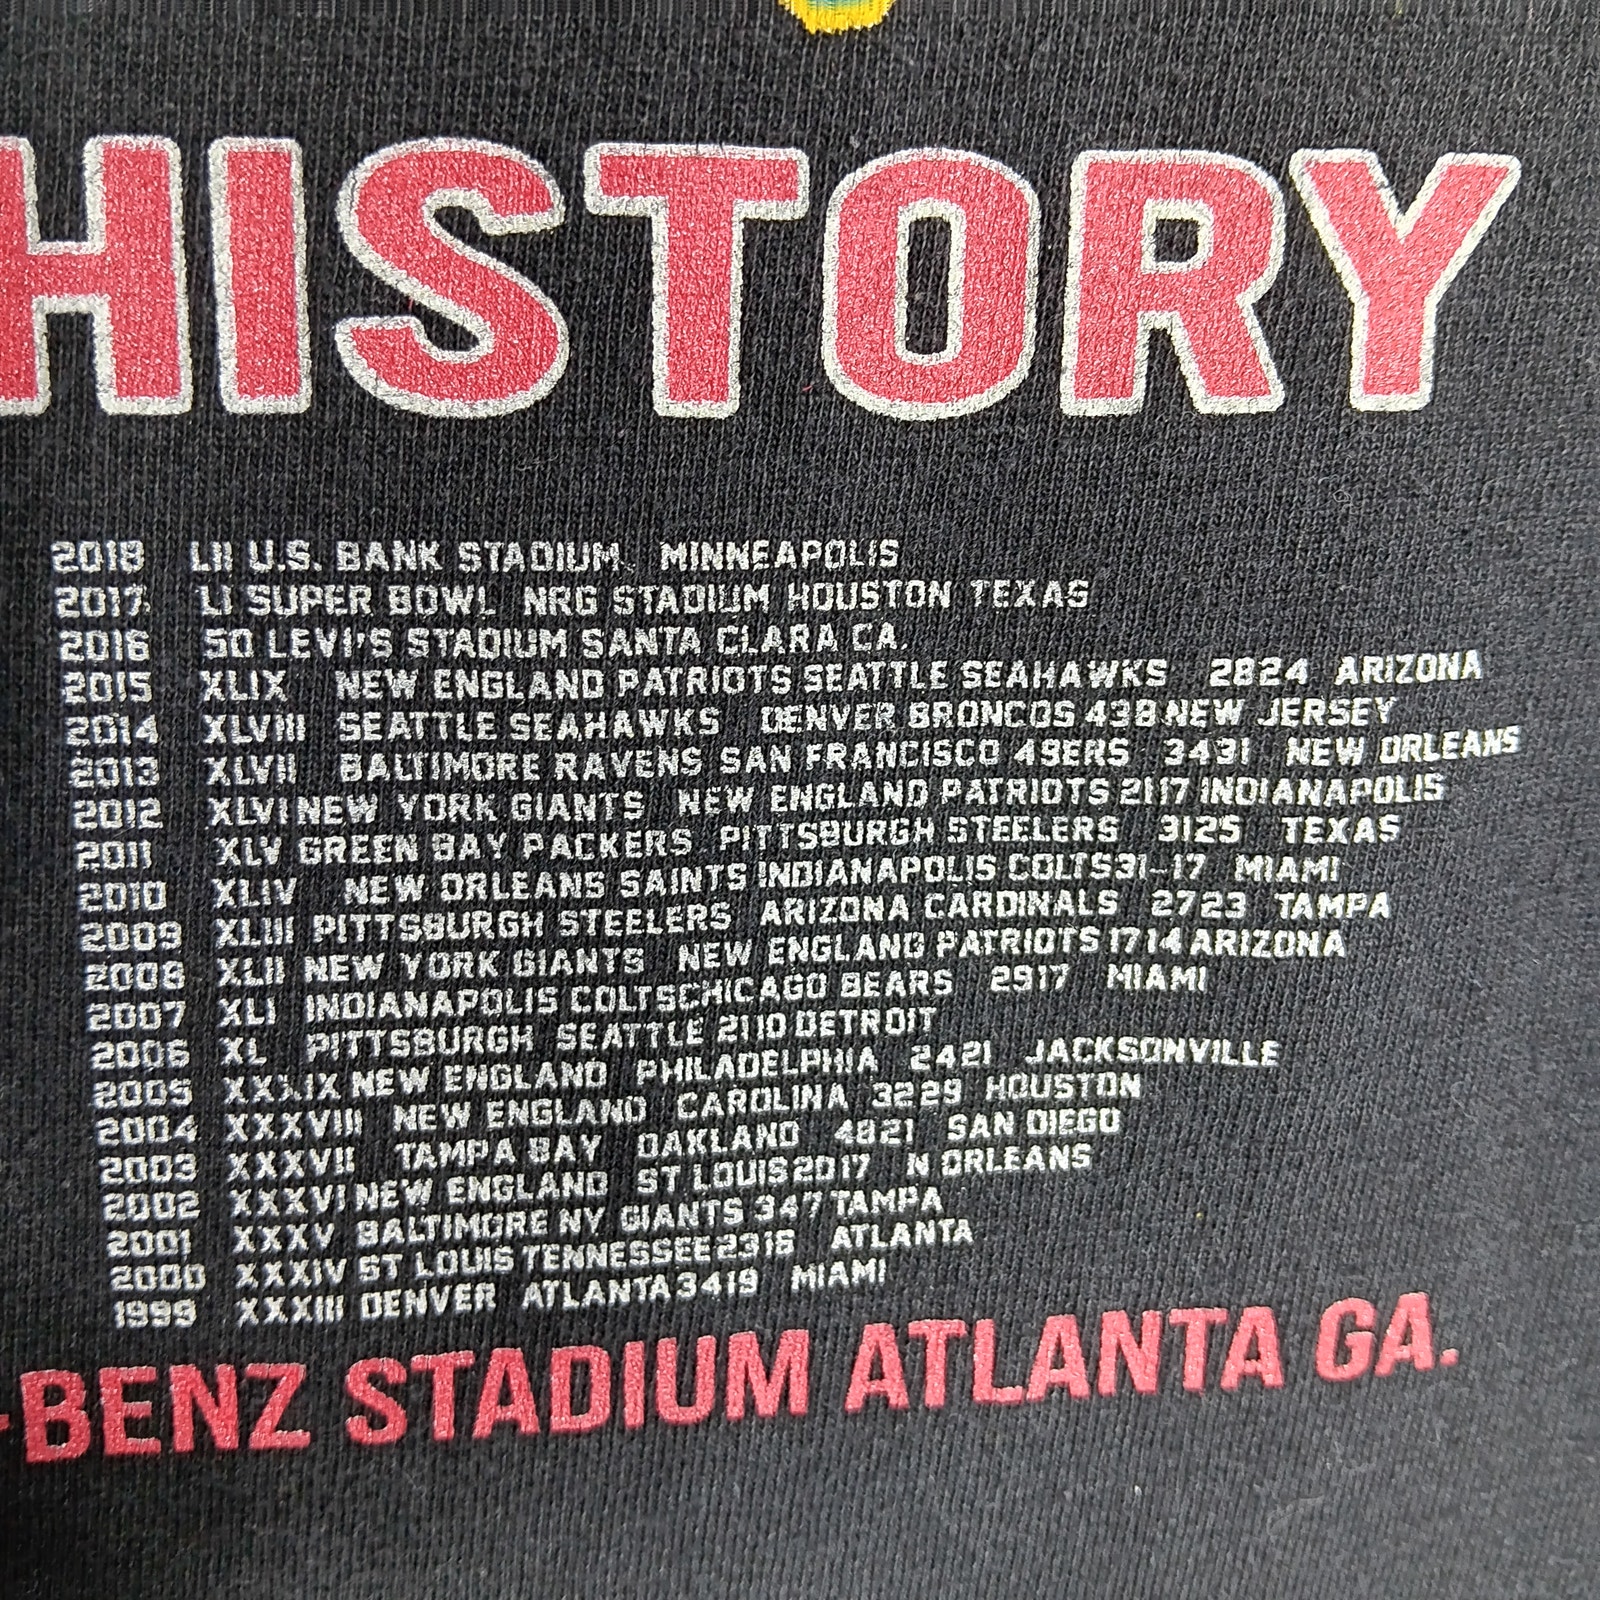 HISTORY
2018 LII U.S. BANK STADIUM MINNEAPOLIS
2017 LI SUPER BOWL NRG STADIUM HOUSTON TEXAS
2016 50 LEVI'S STADIUM SANTA CLARA CA.
2015 XLIX NEW ENGLAND PATRIOTS SEATTLE SEAHAWKS 2824 ARIZONA
2014 XLVIII SEATTLE SEAHAWKS DENVER BRONCOS 438 NEW JERSEY
2013 XLVII BALTIMORE RAVENS SAN FRANCISCO 49ERS 3431 NEW ORLEANS
2012 XLVI NEW YORK GIANTS NEW ENGLAND PATRIOTS 2117 INDIANAPOLIS
2011 XLV GREEN BAY PACKERS PITTSBURGH STEELERS 3125 TEXAS
2010 XLIV NEW ORLEANS SAINTS INDIANAPOLIS COLTS31-17 MIAMI
2009 XLIII PITTSBURGH STEELERS ARIZONA CARDINALS 2723 TAMPA
2008 XLII NEW YORK GIANTS NEW ENGLAND PATRIOTS 1714 ARIZONA
2007 XLI INDIANAPOLIS COLTSCHICAGO BEARS 2917 MIAMI
2006 XL PITTSBURGH SEATTLE 2110 DETROIT
2005 XXXIX NEW ENGLAND PHILADELPHIA 2421 JACKSONVILLE
2004 XXXVIII NEW ENGLAND CAROLINA 3229 HOUSTON
2003 XXXVII TAMPA BAY OAKLAND 4821 SAN DIEGO
2002 XXXVI NEW ENGLAND ST LOUIS 2017 N ORLEANS
2001 XXXV BALTIMORE NY GIANTS 347 TAMPA
2000 XXXIV ST LOUIS TENNESSEE 2316 ATLANTA
1999 XXXIII DENVER ATLANTA 3419 MIAMI
-BENZ STADIUM ATLANTA GA.